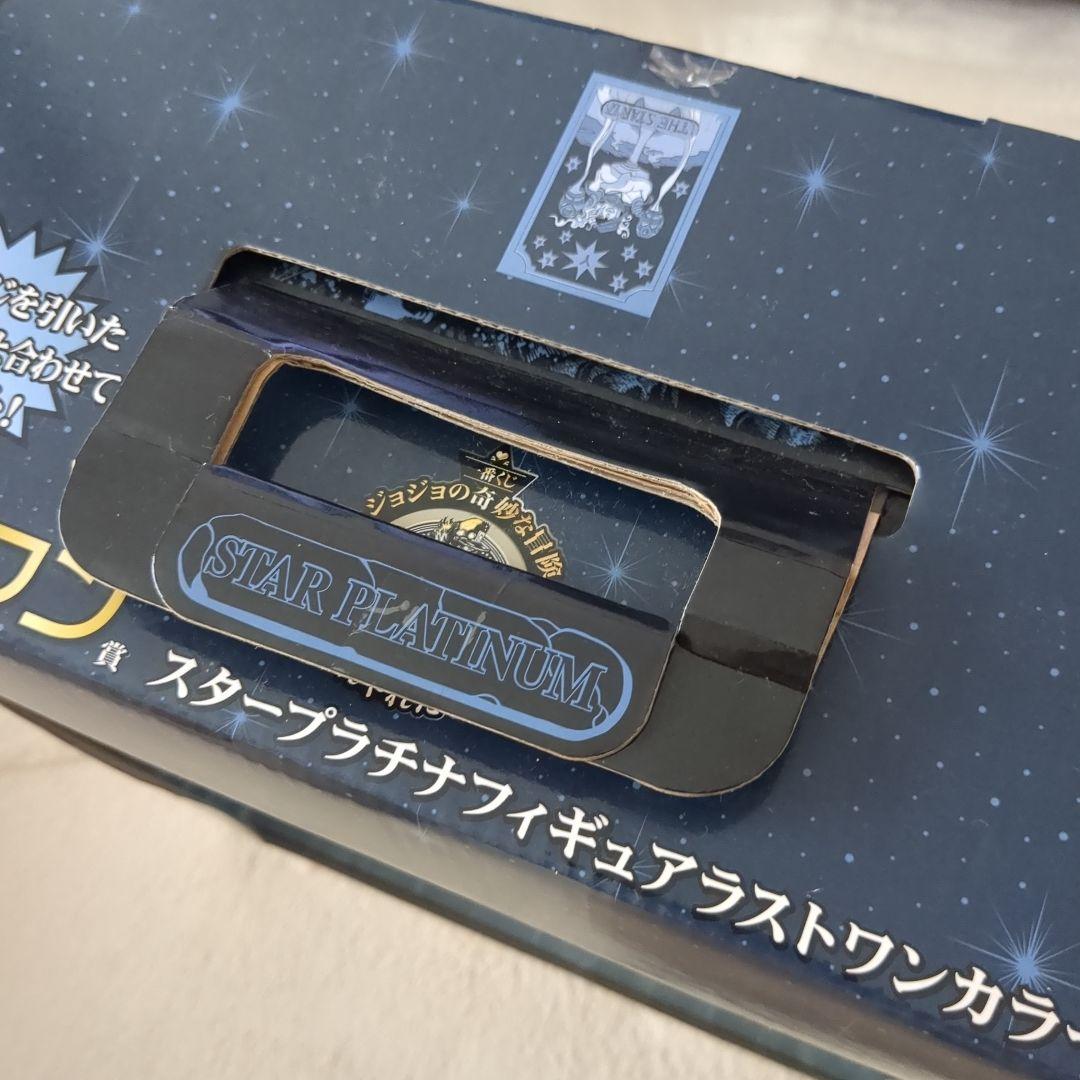 THE STAR
ジを引いた
合わせて
!
一番くじ
ジョジョの奇妙な冒険
STAR PLATINUM
ワン賞 スタープラチナフィギュアラストワンカラー